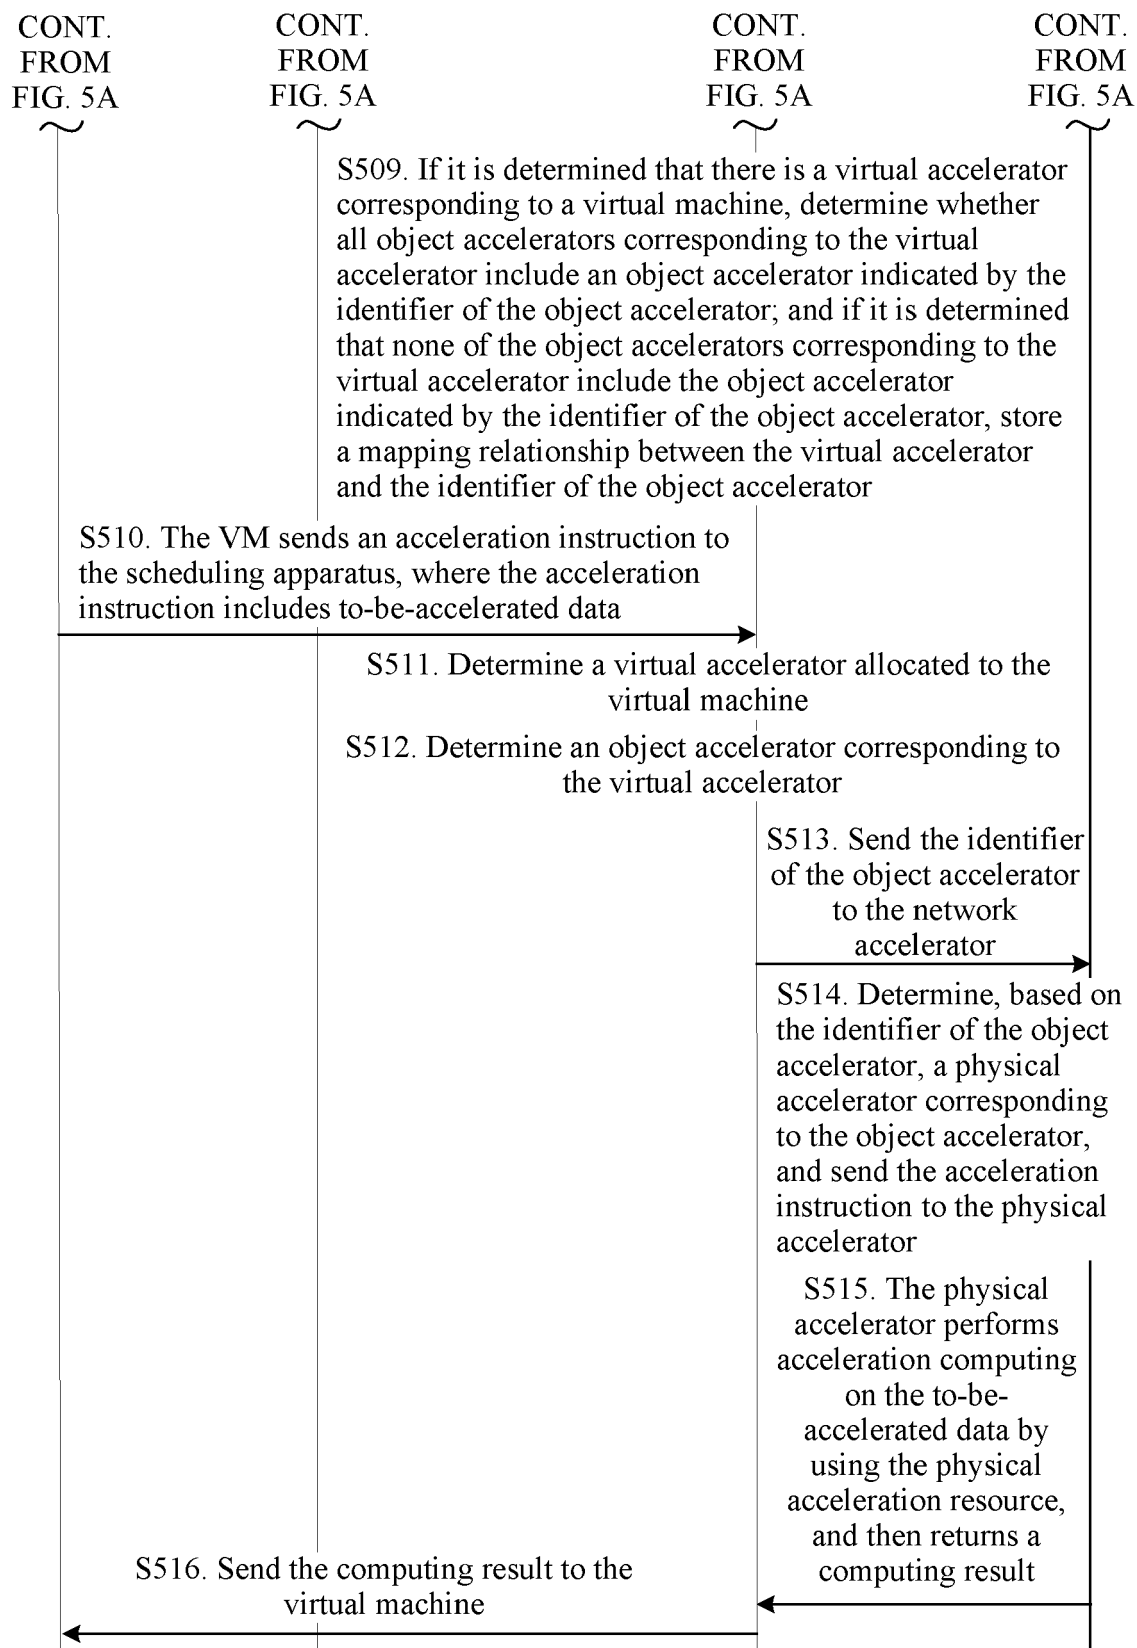 CONT.
FROM
FIG. 5A
CONT.
FROM
FIG. 5A
CONT.
FROM
FIG. 5A
CONT.
FROM
FIG. 5A
S509. If it is determined that there is a virtual accelerator
corresponding to a virtual machine, determine whether
all object accelerators corresponding to the virtual
accelerator include an object accelerator indicated by the
identifier of the object accelerator; and if it is determined
that none of the object accelerators corresponding to the
virtual accelerator include the object accelerator
indicated by the identifier of the object accelerator, store
a mapping relationship between the virtual accelerator
and the identifier of the object accelerator
S510. The VM sends an acceleration instruction to
the scheduling apparatus, where the acceleration
instruction includes to-be-accelerated data
S511. Determine a virtual accelerator allocated to the
virtual machine
S512. Determine an object accelerator corresponding to
the virtual accelerator
S513. Send the identifier
of the object accelerator
to the network
accelerator
S514. Determine, based on
the identifier of the object
accelerator, a physical
accelerator corresponding
to the object accelerator,
and send the acceleration
instruction to the physical
accelerator
S515. The physical
accelerator performs
acceleration computing
on the to-be-
accelerated data by
using the physical
acceleration resource,
and then returns a
computing result
S516. Send the computing result to the
virtual machine